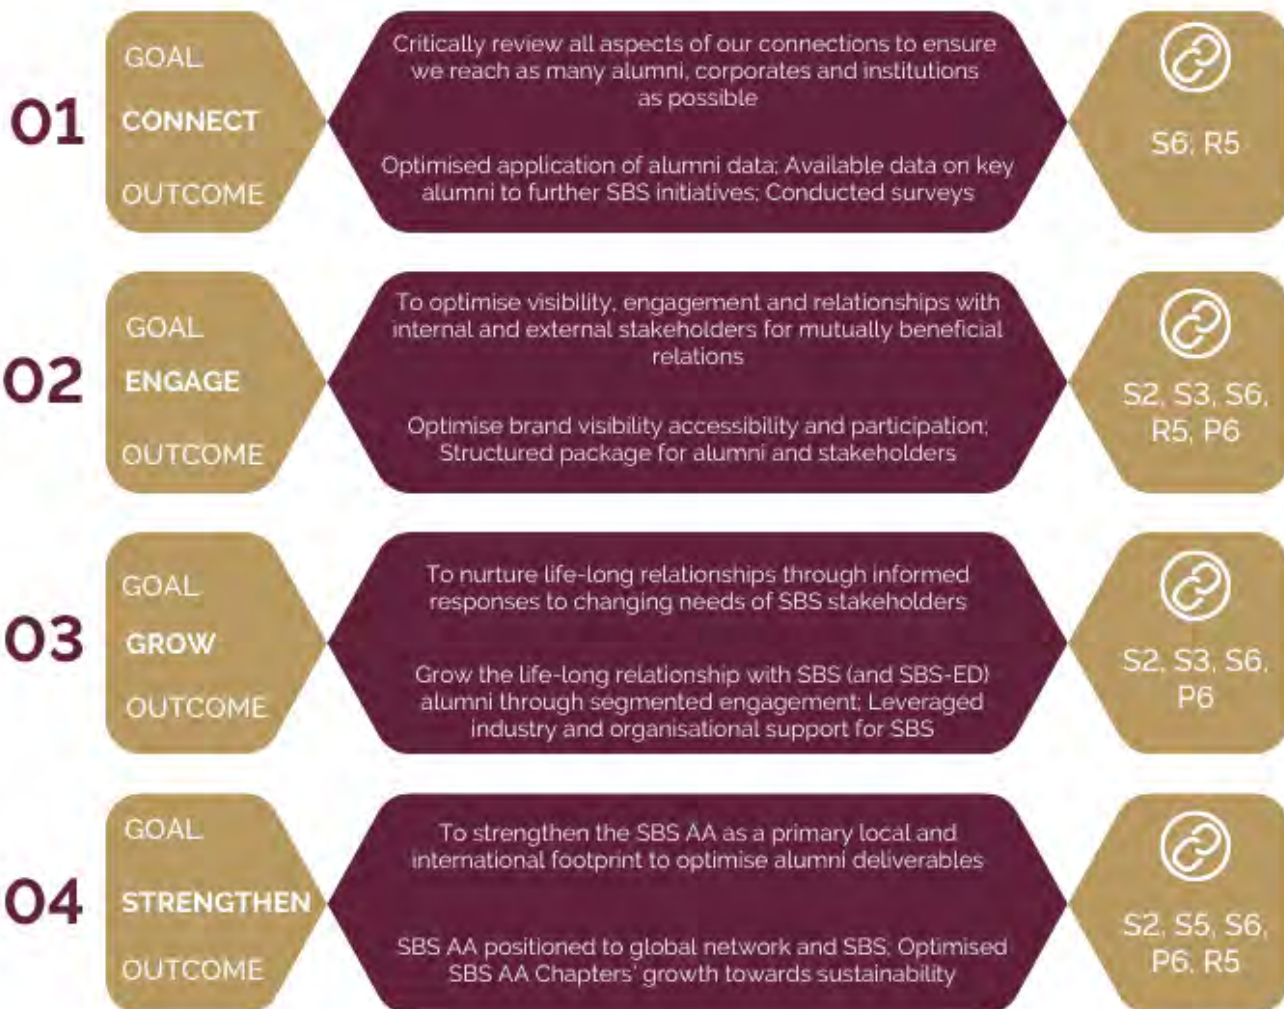 01
GOAL
CONNECT
OUTCOME
Critically review all aspects of our connections to ensure
we reach as many alumni, corporates and institutions
as possible
Optimised application of alumni data; Available data on key
alumni to further SBS initiatives; Conducted surveys
S6, R5
02
GOAL
ENGAGE
OUTCOME
To optimise visibility, engagement and relationships with
internal and external stakeholders for mutually beneficial
relations
Optimise brand visibility accessibility and participation;
Structured package for alumni and stakeholders
S2, S3, S6,
R5, P6
03
GOAL
GROW
OUTCOME
To nurture life-long relationships through informed
responses to changing needs of SBS stakeholders
Grow the life-long relationship with SBS (and SBS-ED)
alumni through segmented engagement; Leveraged
industry and organisational support for SBS
S2, S3, S6,
P6
04
GOAL
STRENGTHEN
OUTCOME
To strengthen the SBS AA as a primary local and
international footprint to optimise alumni deliverables
SBS AA positioned to global network and SBS; Optimised
SBS AA Chapters' growth towards sustainability
S2, S5, S6,
P6, R5